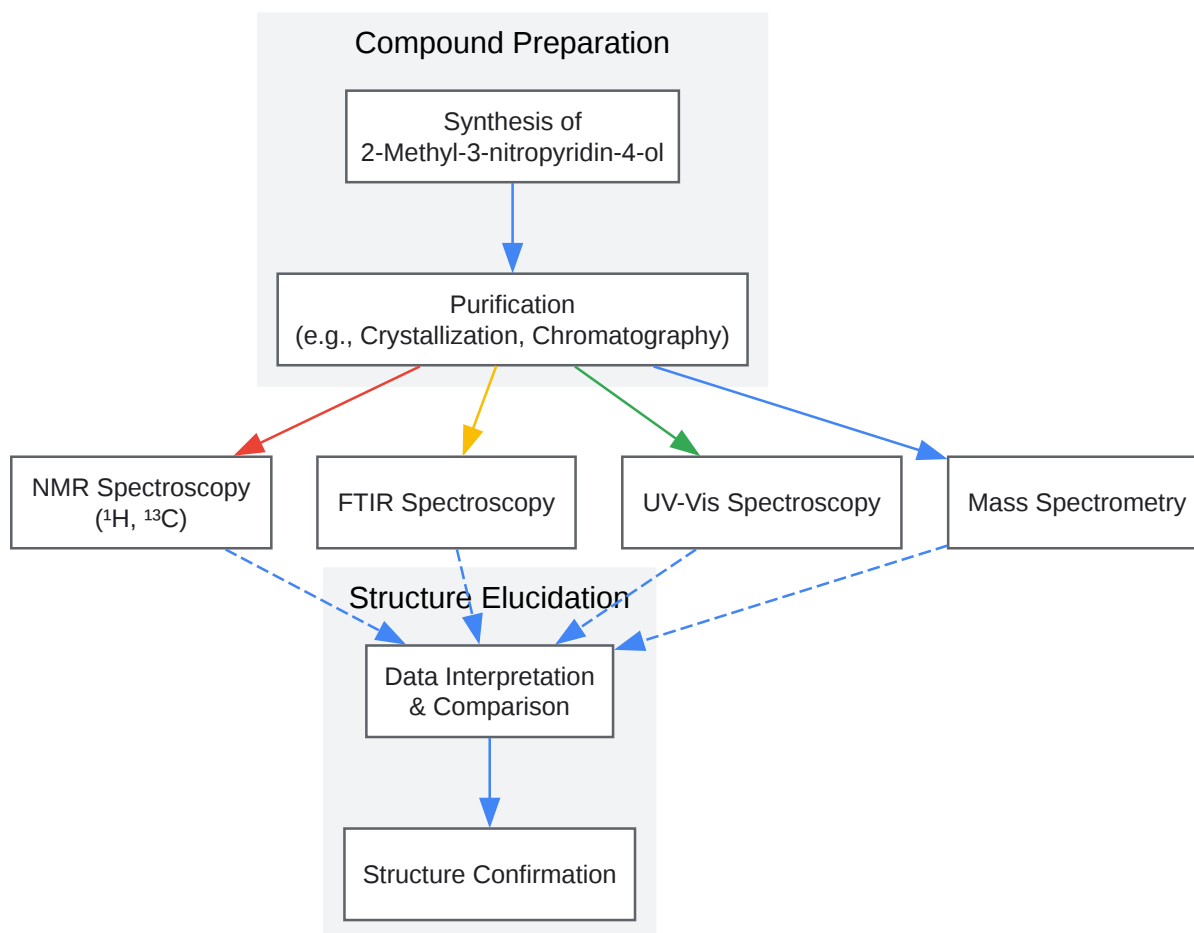 Compound Preparation
Synthesis of
2-Methyl-3-nitropyridin-4-ol
Purification
(e.g., Crystallization, Chromatography)
NMR Spectroscopy
(¹H, ¹³C)
FTIR Spectroscopy
UV-Vis Spectroscopy
Mass Spectrometry
Structure Elucidation
Data Interpretation
& Comparison
Structure Confirmation